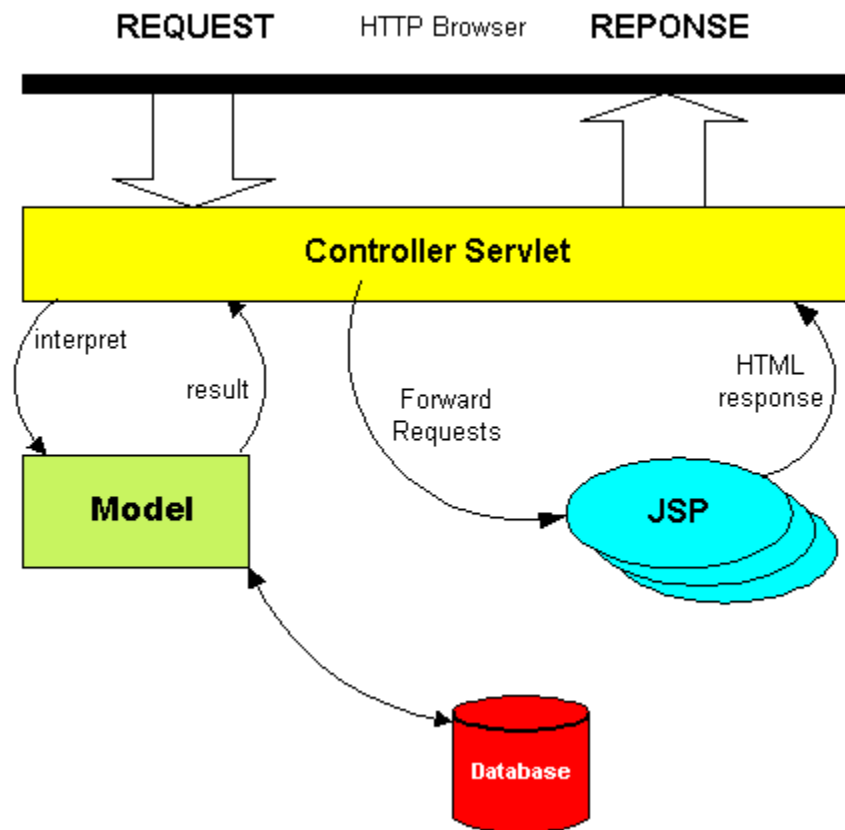 REQUEST
HTTP Browser
REPONSE
Controller Servlet
interpret
result
Forward
Requests
HTML
response
Model
JSP
Database